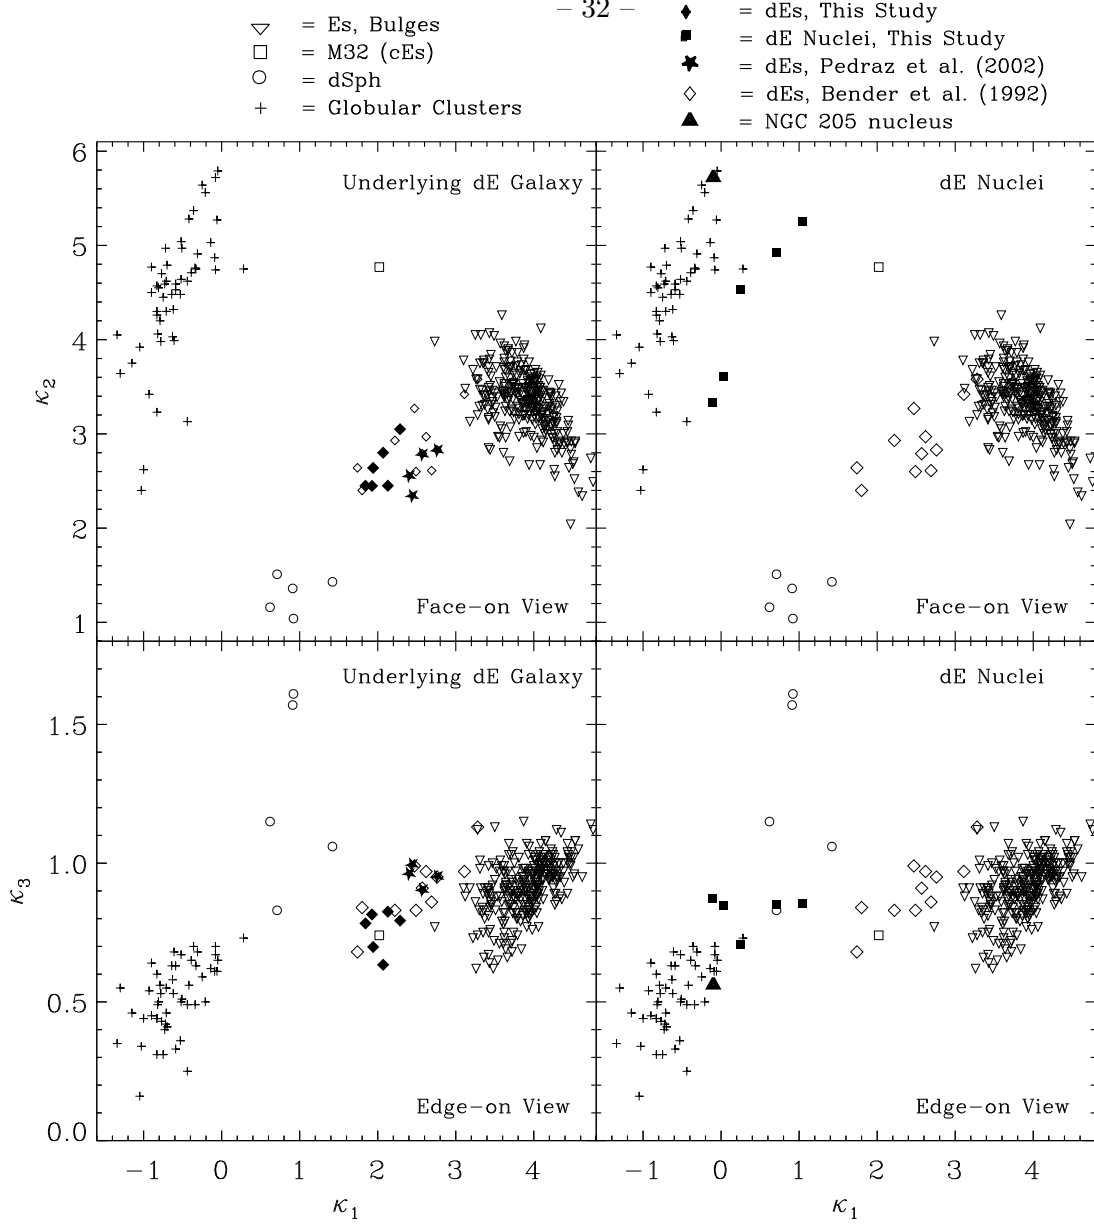 – 32 –
= Es, Bulges
= M32 (cEs)
= dSph
= Globular Clusters
= dEs, This Study
= dE Nuclei, This Study
= dEs, Pedraz et al. (2002)
= dEs, Bender et al. (1992)
= NGC 205 nucleus
6
5
4
3
2
1
κ2
Underlying dE Galaxy
Face-on View
dE Nuclei
Face-on View
1.5
1.0
0.5
0.0
κ3
Underlying dE Galaxy
Edge-on View
dE Nuclei
Edge-on View
−1 0 1 2 3 4
−1 0 1 2 3 4
κ1
κ1